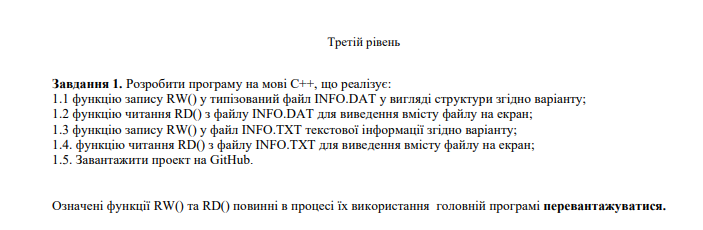 Третій рівень
Завдання 1. Розробити програму на мові C++, що реалізує:
1.1 функцію запису RW() у типізований файл INFO.DAT у вигляді структури згідно варіанту;
1.2 функцію читання RD() з файлу INFO.DAT для виведення вмісту файлу на екран;
1.3 функцію запису RW() у файл INFO.TXT текстової інформації згідно варіанту;
1.4. функцію читання RD() з файлу INFO.TXT для виведення вмісту файлу на екран;
1.5. Завантажити проект на GitHub.
Означені функції RW() та RD() повинні в процесі їх використання головній програмі перевантажуватися.